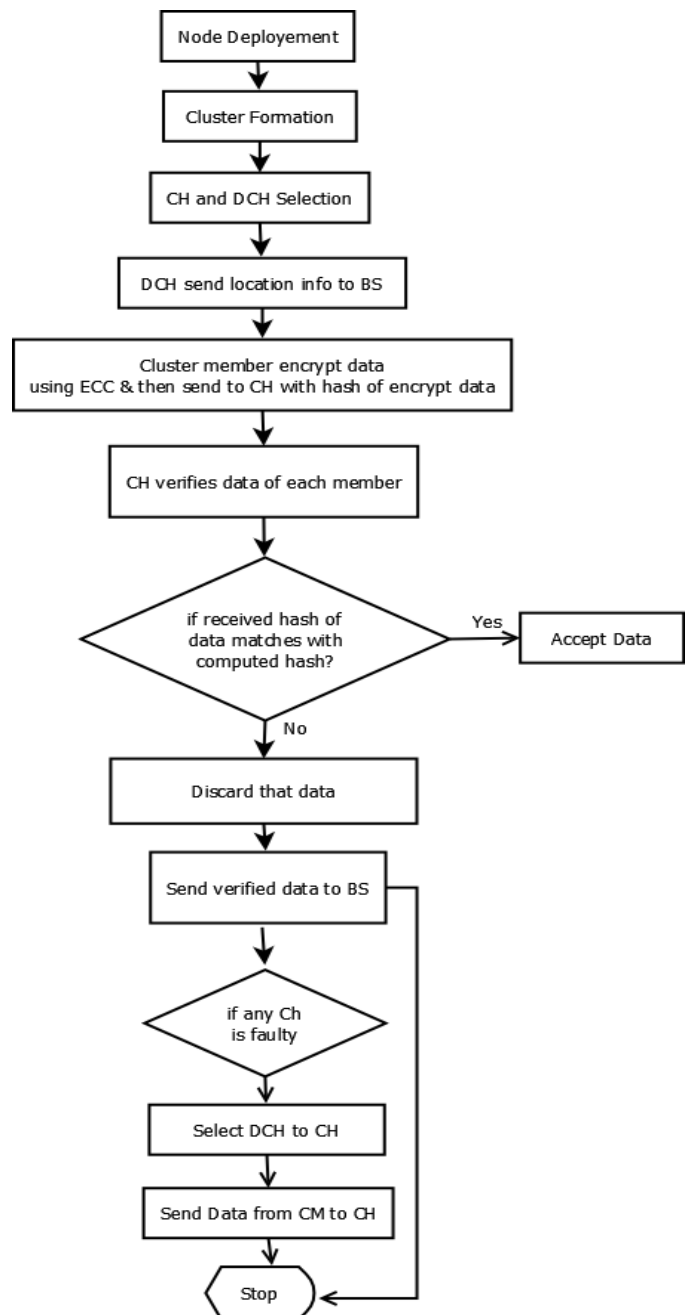 Node Deployement
Cluster Formation
CH and DCH Selection
DCH send location info to BS
Cluster member encrypt data
using ECC & then send to CH with hash of encrypt data
CH verifies data of each member
if received hash of
data matches with
computed hash?
Yes
Accept Data
No
Discard that data
Send verified data to BS
if any Ch
is faulty
Select DCH to CH
Send Data from CM to CH
Stop